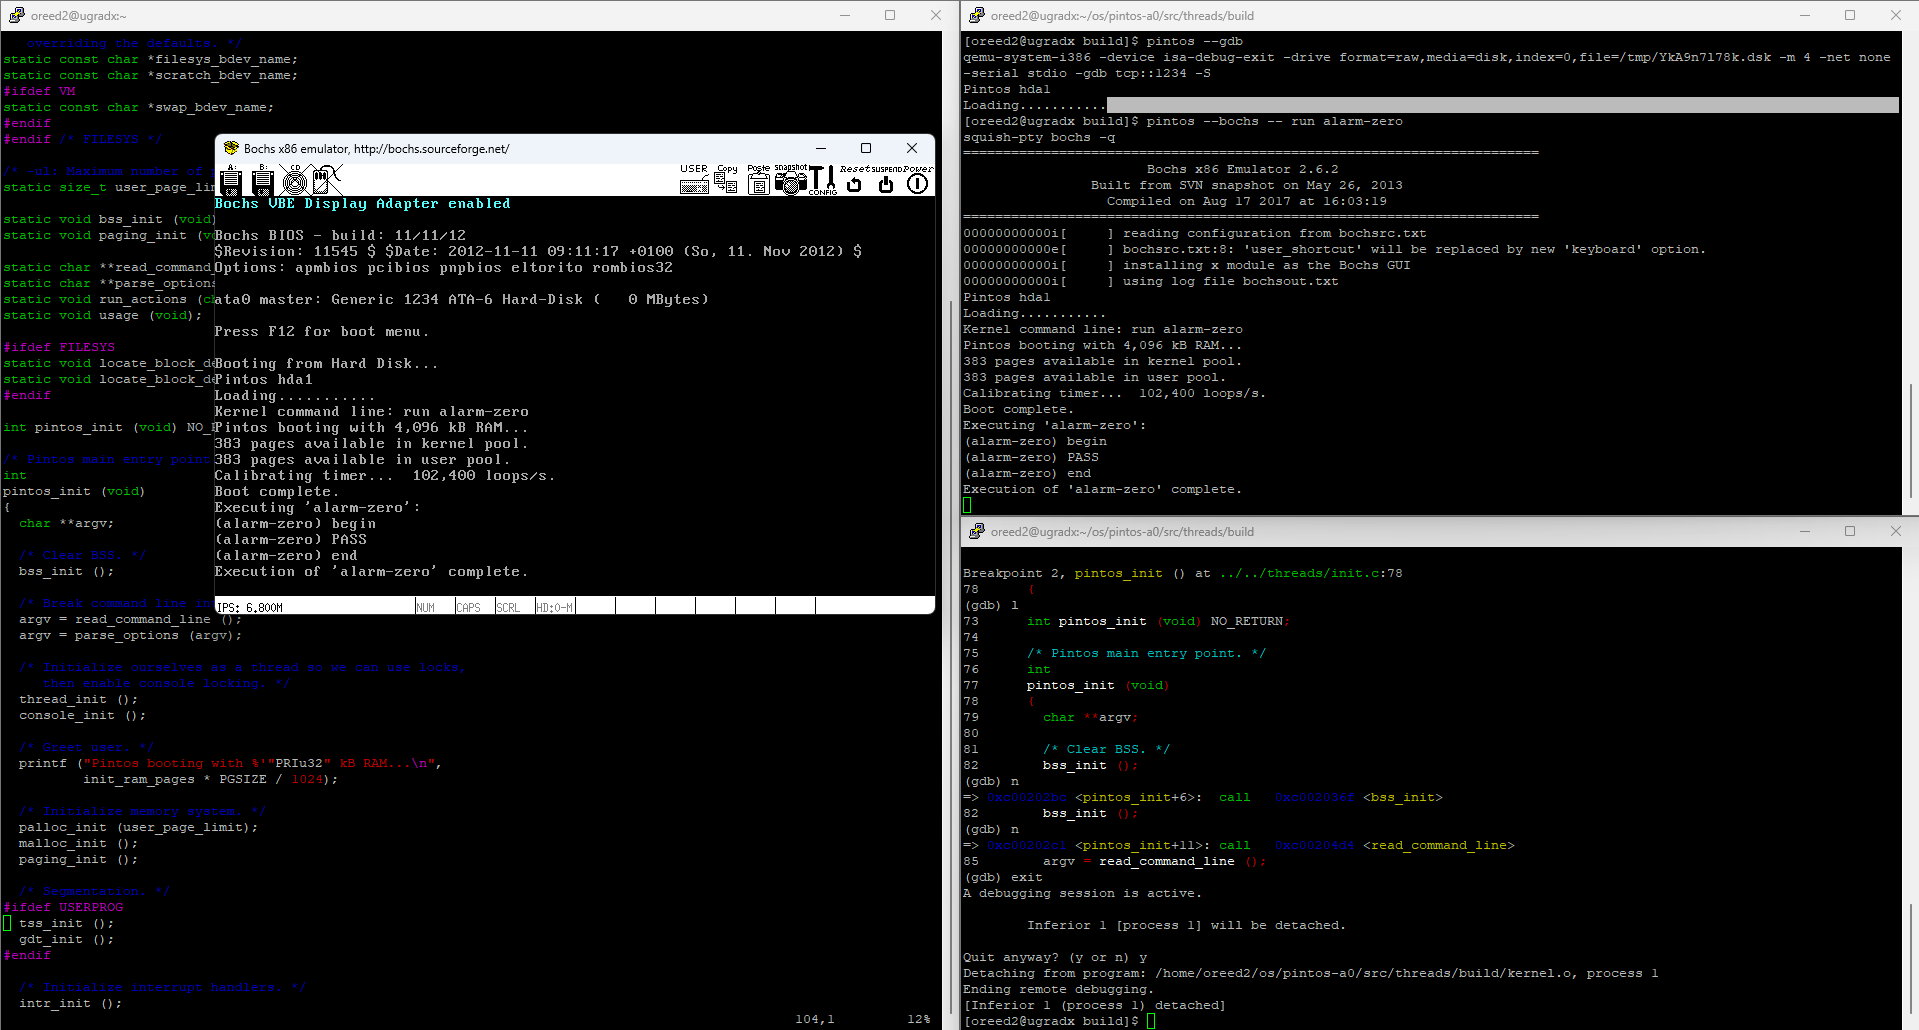 oreed2@ugradx:~
overriding the defaults. */
static const char *filesys_bdev_name;
static const char *scratch_bdev_name;
#ifdef VM
static const char *swap_bdev_name;
#endif
#endif /* FILESYS */
/* -ul: Maximum number of
static size_t user_page_li
static void bss_init (void)
static void paging_init (v
static char **read_command_
static char **parse_options
static void run_actions (c
static void usage (void);
#ifdef FILESYS
static void locate_block_de
static void locate_block_de
#endif
int pintos_init (void) NO_
/* Pintos main entry point
int
pintos_init (void)
{
char **argv;
/* Clear BSS. */
bss_init ();
/* Break command line in
argv = read_command_line ();
argv = parse_options (argv);
/* Initialize ourselves as a thread so we can use locks,
then enable console locking. */
thread_init ();
console_init ();
/* Greet user. */
printf ("Pintos booting with %'"PRIu32" kB RAM...\n",
init_ram_pages * PGSIZE / 1024);
/* Initialize memory system. */
palloc_init (user_page_limit);
malloc_init ();
paging_init ();
/* Segmentation. */
#ifdef USERPROG
tss_init ();
gdt_init ();
#endif
/* Initialize interrupt handlers. */
intr_init ();
104,1 12%
Bochs x86 emulator, http://bochs.sourceforge.net/
A: B: CD USER Copy Paste snapshot CONFIG Reset SUSPEND Power
Bochs VBE Display Adapter enabled
Bochs BIOS - build: 11/11/12
$Revision: 11545 $ $Date: 2012-11-11 09:11:17 +0100 (So, 11. Nov 2012) $
Options: apmbios pcibios pnpbios eltorito rombios32
ata0 master: Generic 1234 ATA-6 Hard-Disk (   0 MBytes)
Press F12 for boot menu.
Booting from Hard Disk...
Pintos hda1
Loading...........
Kernel command line: run alarm-zero
Pintos booting with 4,096 kB RAM...
383 pages available in kernel pool.
383 pages available in user pool.
Calibrating timer...  102,400 loops/s.
Boot complete.
Executing 'alarm-zero':
(alarm-zero) begin
(alarm-zero) PASS
(alarm-zero) end
Execution of 'alarm-zero' complete.
IPS: 6.800M NUM CAPS SCRL HD:0-M
oreed2@ugradx:~/os/pintos-a0/src/threads/build
[oreed2@ugradx build]$ pintos --gdb
qemu-system-i386 -device isa-debug-exit -drive format=raw,media=disk,index=0,file=/tmp/YkA9n7l78k.dsk -m 4 -net none
-serial stdio -gdb tcp::1234 -S
Pintos hda1
Loading...........
[oreed2@ugradx build]$ pintos --bochs -- run alarm-zero
squish-pty bochs -q
========================================================================
Bochs x86 Emulator 2.6.2
Built from SVN snapshot on May 26, 2013
Compiled on Aug 17 2017 at 16:03:19
========================================================================
00000000000i[     ] reading configuration from bochsrc.txt
00000000000e[     ] bochsrc.txt:8: 'user_shortcut' will be replaced by new 'keyboard' option.
00000000000i[     ] installing x module as the Bochs GUI
00000000000i[     ] using log file bochsout.txt
Pintos hda1
Loading...........
Kernel command line: run alarm-zero
Pintos booting with 4,096 kB RAM...
383 pages available in kernel pool.
383 pages available in user pool.
Calibrating timer...  102,400 loops/s.
Boot complete.
Executing 'alarm-zero':
(alarm-zero) begin
(alarm-zero) PASS
(alarm-zero) end
Execution of 'alarm-zero' complete.
oreed2@ugradx:~/os/pintos-a0/src/threads/build
Breakpoint 2, pintos_init () at ../../threads/init.c:78
78 {
(gdb) l
73 int pintos_init (void) NO_RETURN;
74
75 /* Pintos main entry point. */
76 int
77 pintos_init (void)
78 {
79 char **argv;
80
81 /* Clear BSS. */
82 bss_init ();
(gdb) n
=> 0xc00202bc <pintos_init+6>: call <bss_init>
82 bss_init ();
(gdb) n
=> 0xc00202c1 <pintos_init+11>: call 0xc00204d4 <read_command_line>
85 argv = read_command_line ();
(gdb) exit
A debugging session is active.
Inferior 1 [process 1] will be detached.
Quit anyway? (y or n) y
Detaching from program: /home/oreed2/os/pintos-a0/src/threads/build/kernel.o, process 1
Ending remote debugging.
[Inferior 1 (process 1) detached]
[oreed2@ugradx build]$